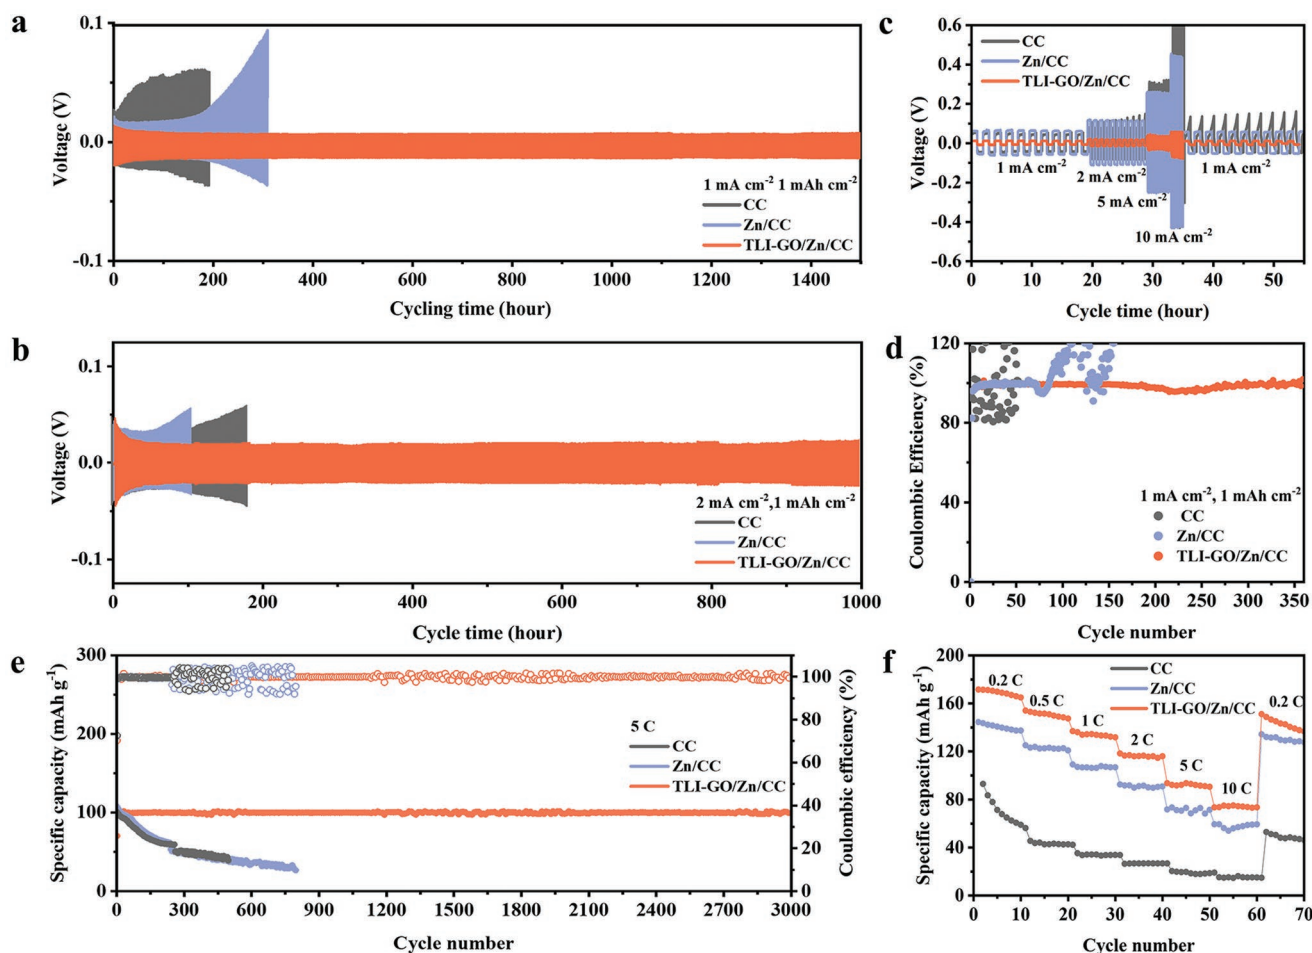 a
0.1
0.0
-0.1
Voltage (V)
1 mA cm-2 1 mAh cm-2
CC
Zn/CC
TLI-GO/Zn/CC
0 200 400 600 800 1000 1200 1400
Cycling time (hour)
b
0.1
0.0
-0.1
Voltage (V)
2 mA cm-2,1 mAh cm-2
CC
Zn/CC
TLI-GO/Zn/CC
0 200 400 600 800 1000
Cycle time (hour)
c
0.6
0.4
0.2
0.0
-0.2
-0.4
-0.6
Voltage (V)
CC
Zn/CC
TLI-GO/Zn/CC
1 mA cm-2
2 mA cm-2
5 mA cm-2
10 mA cm-2
1 mA cm-2
0 10 20 30 40 50
Cycle time (hour)
d
120
80
40
0
Coulombic Efficiency (%)
1 mA cm-2, 1 mAh cm-2
CC
Zn/CC
TLI-GO/Zn/CC
0 50 100 150 200 250 300 350
Cycle number
e
300
250
200
150
100
50
0
Specific capacity (mAh g-1)
5 C
CC
Zn/CC
TLI-GO/Zn/CC
100
80
60
40
20
0
Coulombic efficiency (%)
0 300 600 900 1200 1500 1800 2100 2400 2700 3000
Cycle number
f
200
160
120
80
40
0
Specific capacity (mAh g-1)
CC
Zn/CC
TLI-GO/Zn/CC
0.2 C
0.5 C
1 C
2 C
5 C
10 C
0.2 C
0 10 20 30 40 50 60 70
Cycle number